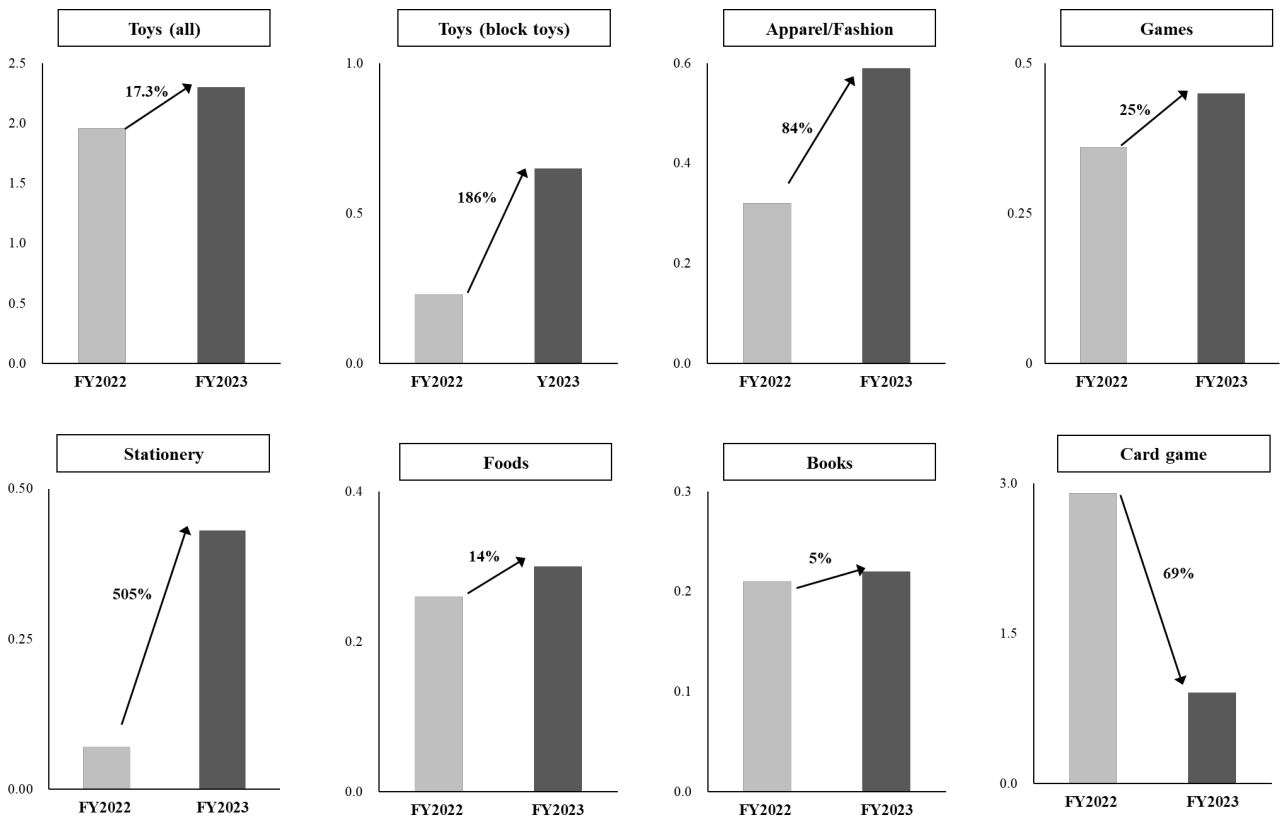 Toys (all)
2.5
2.0
1.5
1.0
0.5
0.0
17.3%
FY2022
FY2023
Toys (block toys)
1.0
0.5
0.0
186%
FY2022
Y2023
Apparel/Fashion
0.6
0.4
0.2
0.0
84%
FY2022
FY2023
Games
0.5
0.25
0
25%
FY2022
FY2023
Stationery
0.50
0.25
0.00
505%
FY2022
FY2023
Foods
0.4
0.2
0.0
14%
FY2022
FY2023
Books
0.3
0.2
0.1
0.0
5%
FY2022
FY2023
Card game
3.0
1.5
0.0
69%
FY2022
FY2023